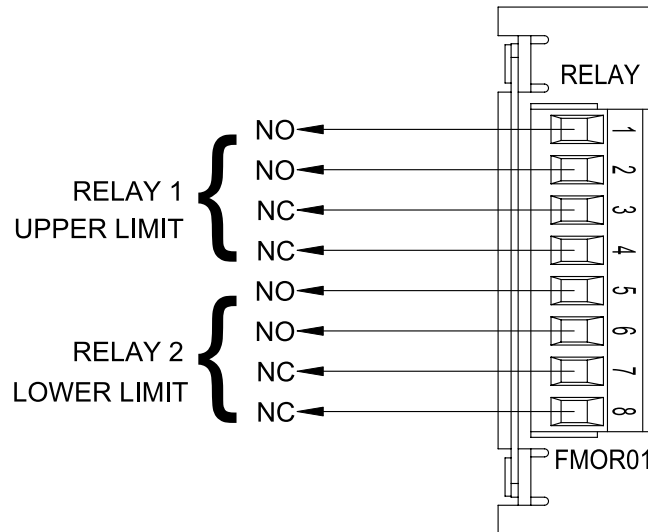 RELAY
NO 1
NO 2
RELAY 1
UPPER LIMIT
NC 3
NC 4
NO 5
NO 6
RELAY 2
LOWER LIMIT
NC 7
NC 8
FMOR01